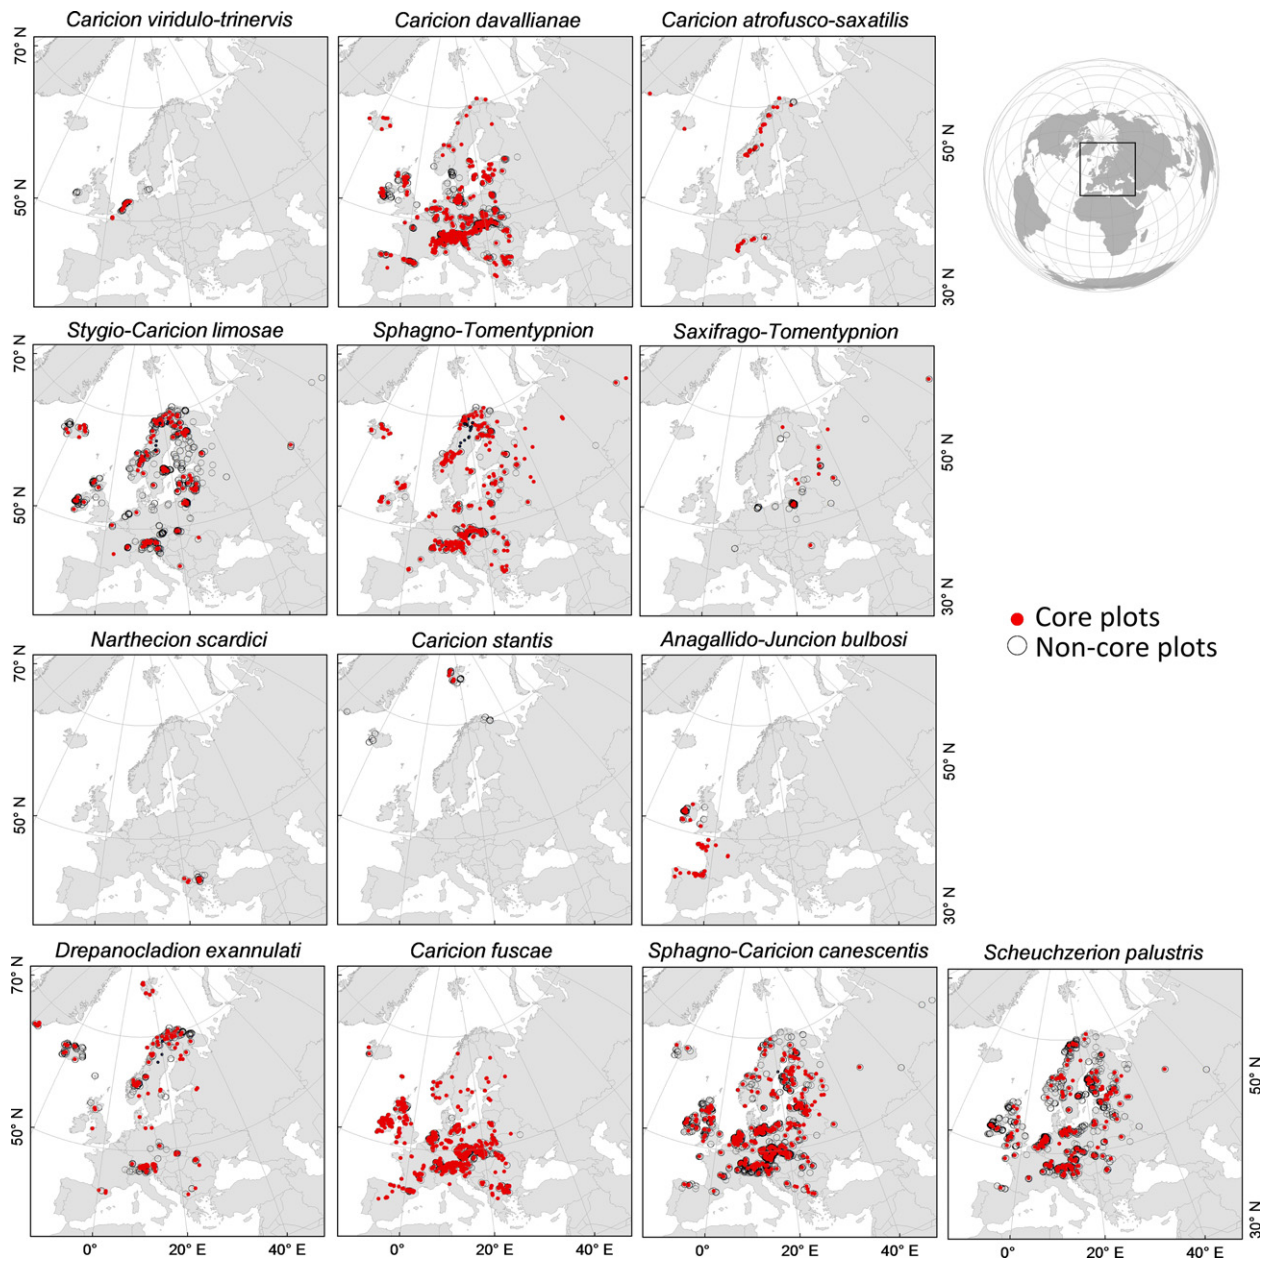 Caricion viridulo-trinervis Caricion davallianae Caricion atrofusco-saxatilis
70° N
50° N
50° N
30° N
Stygio-Caricion limosae Sphagno-Tomentypnion Saxifrago-Tomentypnion
70° N
50° N
50° N
30° N
Core plots
Non-core plots
Narthecion scardici Caricion stantis Anagallido-Juncion bulbosi
70° N
50° N
50° N
30° N
Drepanocladion exannulati Caricion fuscae Sphagno-Caricion canescentis Scheuchzerion palustris
70° N
50° N
50° N
30° N
0° 20° E 40° E 0° 20° E 40° E 0° 20° E 40° E 0° 20° E 40° E